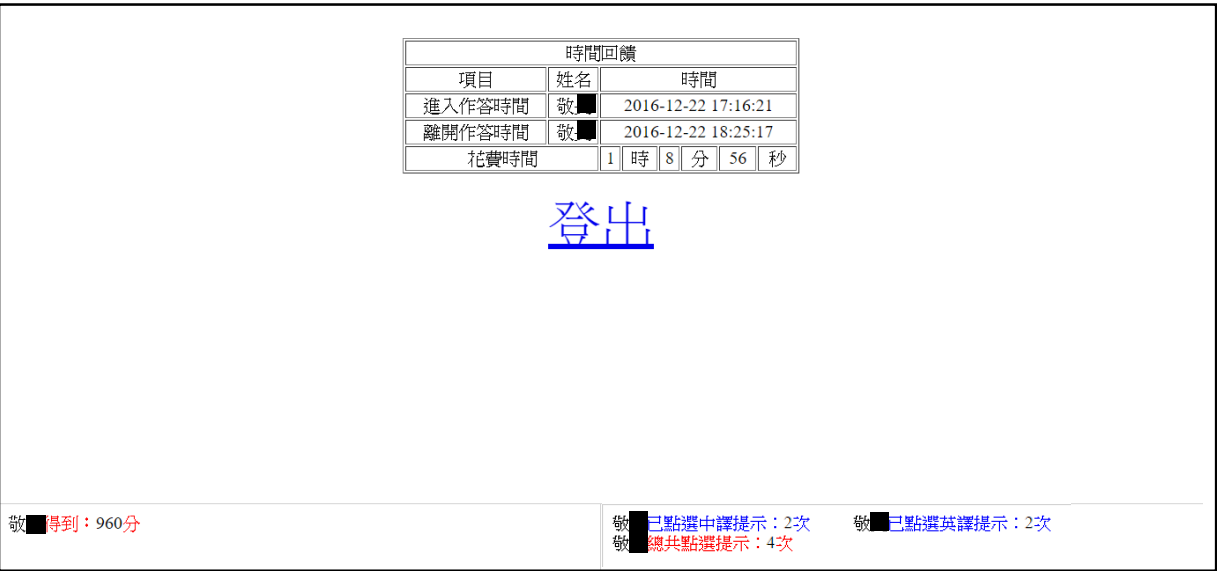 時間回饋
項目 姓名 時間
進入作答時間 敬 2016-12-22 17:16:21
離開作答時間 敬 2016-12-22 18:25:17
花費時間 1 時 8 分 56 秒
登出
敬 得到：960分
敬 已點選中譯提示：2次 敬 已點選英譯提示：2次
敬 總共點選提示：4次